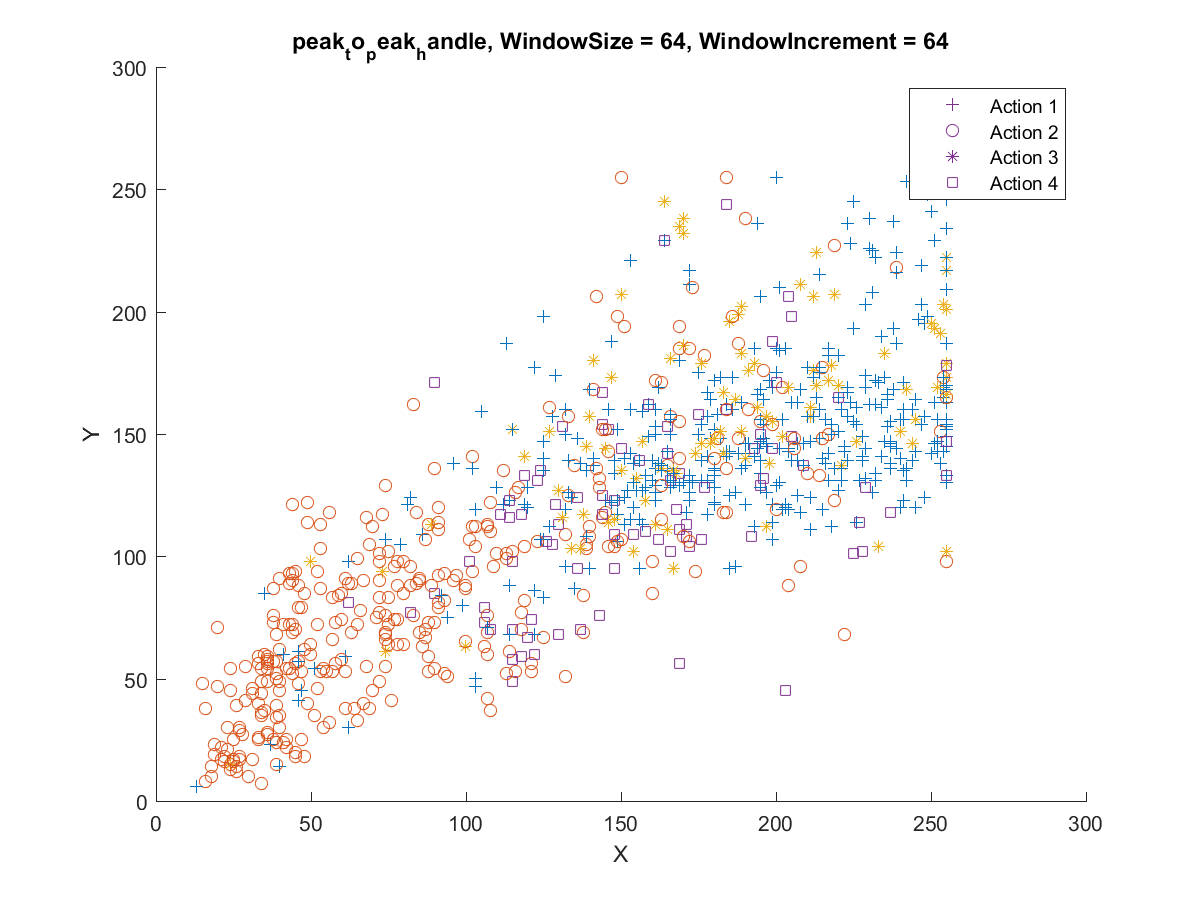 peak_to_peak_handle, WindowSize = 64, WindowIncrement = 64
300
Action 1
Action 2
Action 3
Action 4
250
200
150
Y
100
50
0
0 50 100 150 200 250 300
X